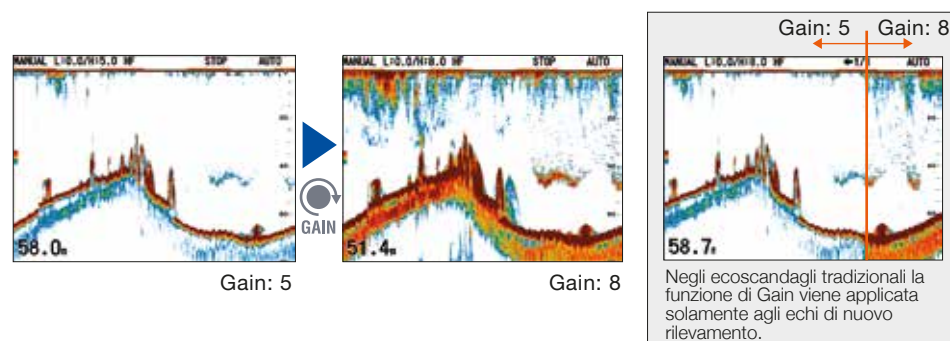 Gain: 5 Gain: 8
MANUAL L=0.0/H=5.0 HF STOP AUTO
58.0m
Gain: 5
GAIN
MANUAL L=0.0/H=8.0 HF STOP AUTO
51.4m
Gain: 8
MANUAL L=0.0/H=8.0 HF AUTO
58.7
Negli ecoscandagli tradizionali la
funzione di Gain viene applicata
solamente agli echi di nuovo
rilevamento.